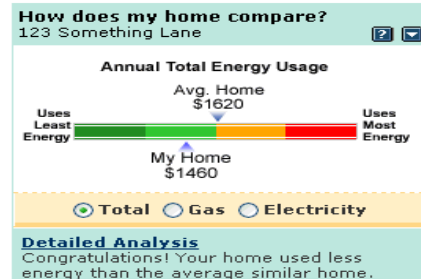 How does my home compare?
123 Something Lane
?
Annual Total Energy Usage
Avg. Home
$1620
Uses
Least
Energy
Uses
Most
Energy
My Home
$1460
Total Gas Electricity
Detailed Analysis
Congratulations! Your home used less
energy than the average similar home.